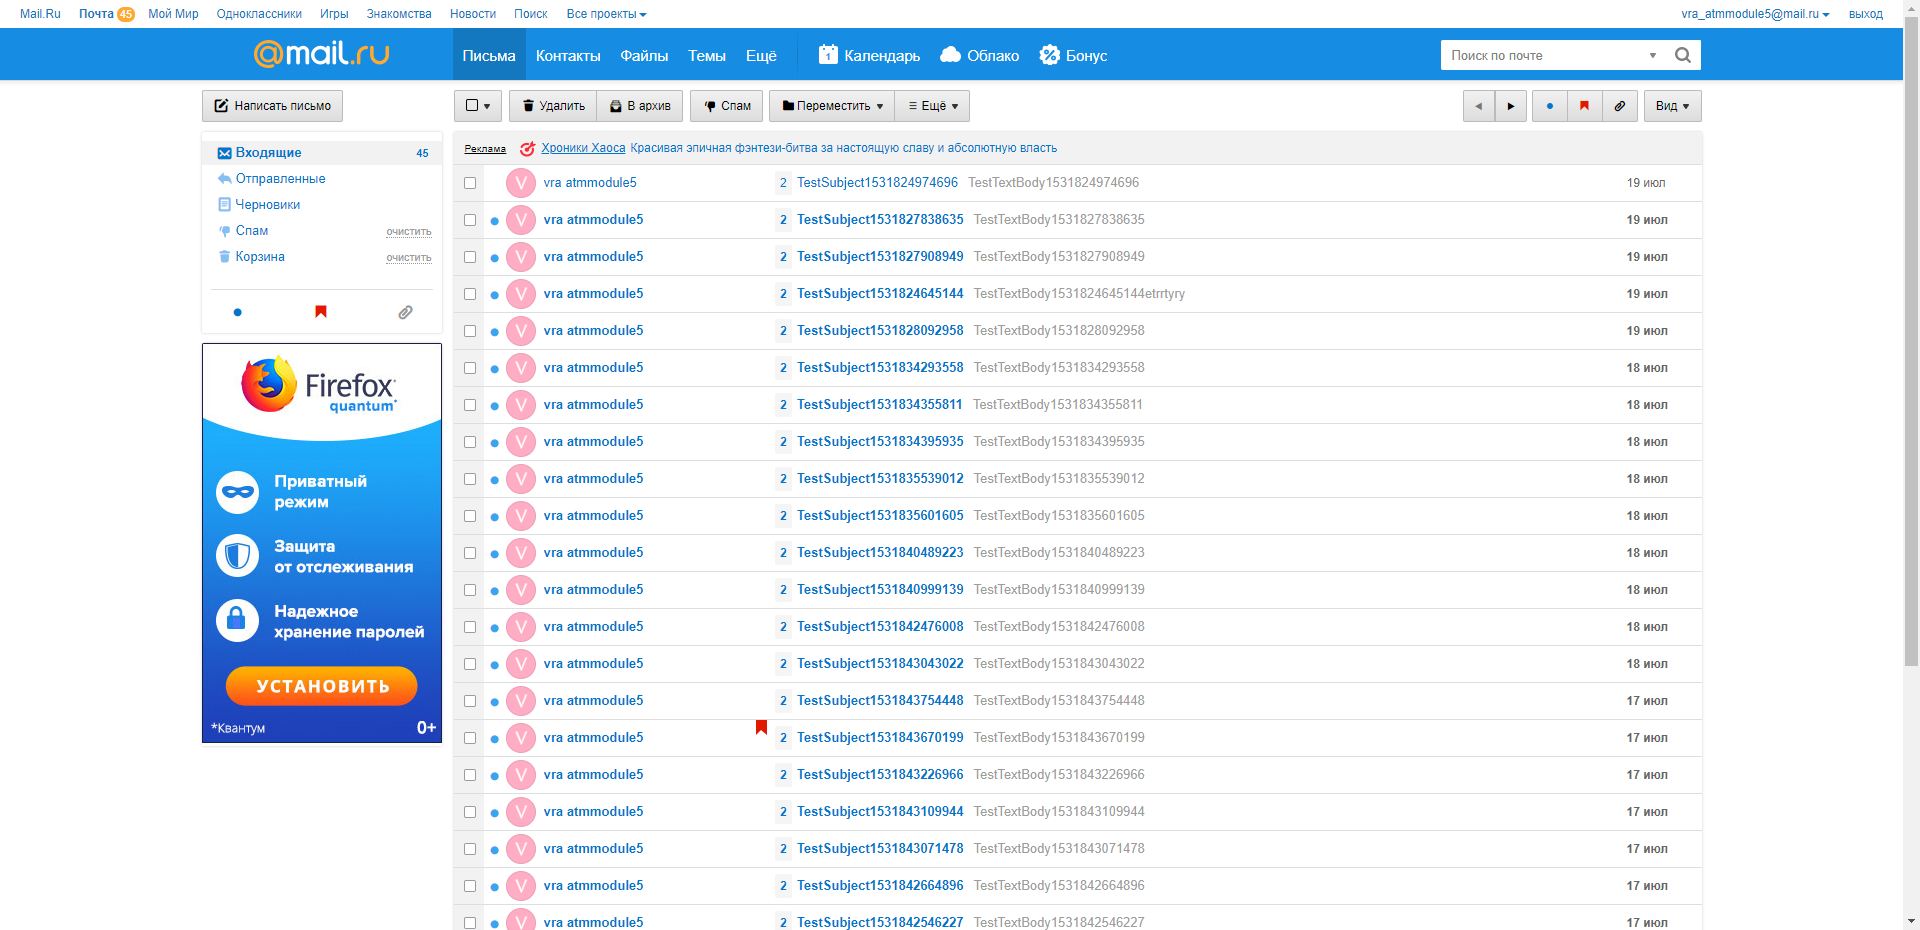 Mail.Ru Почта 45 Мой Мир Одноклассники Игры Знакомства Новости Поиск Все проекты vra_atmmodule5@mail.ru выход
@mail.ru Письма Контакты Файлы Темы Ещё 1 Календарь Облако % Бонус Поиск по почте
Написать письмо Удалить В архив Спам Переместить Ещё Вид
Входящие 45
Отправленные
Черновики
Спам очистить
Корзина очистить
Firefox
quantum*
Приватный
режим
Защита
от отслеживания
Надежное
хранение паролей
УСТАНОВИТЬ
*Квантум 0+
Реклама Хроники Хаоса Красивая эпичная фэнтези-битва за настоящую славу и абсолютную власть
V vra atmmodule5 2 TestSubject1531824974696 TestTextBody1531824974696 19 июл
V vra atmmodule5 2 TestSubject1531827838635 TestTextBody1531827838635 19 июл
V vra atmmodule5 2 TestSubject1531827908949 TestTextBody1531827908949 19 июл
V vra atmmodule5 2 TestSubject1531824645144 TestTextBody1531824645144etrrtyry 19 июл
V vra atmmodule5 2 TestSubject1531828092958 TestTextBody1531828092958 19 июл
V vra atmmodule5 2 TestSubject1531834293558 TestTextBody1531834293558 18 июл
V vra atmmodule5 2 TestSubject1531834355811 TestTextBody1531834355811 18 июл
V vra atmmodule5 2 TestSubject1531834395935 TestTextBody1531834395935 18 июл
V vra atmmodule5 2 TestSubject1531835539012 TestTextBody1531835539012 18 июл
V vra atmmodule5 2 TestSubject1531835601605 TestTextBody1531835601605 18 июл
V vra atmmodule5 2 TestSubject1531840489223 TestTextBody1531840489223 18 июл
V vra atmmodule5 2 TestSubject1531840999139 TestTextBody1531840999139 18 июл
V vra atmmodule5 2 TestSubject1531842476008 TestTextBody1531842476008 18 июл
V vra atmmodule5 2 TestSubject1531843043022 TestTextBody1531843043022 18 июл
V vra atmmodule5 2 TestSubject1531843754448 TestTextBody1531843754448 17 июл
V vra atmmodule5 2 TestSubject1531843670199 TestTextBody1531843670199 17 июл
V vra atmmodule5 2 TestSubject1531843226966 TestTextBody1531843226966 17 июл
V vra atmmodule5 2 TestSubject1531843109944 TestTextBody1531843109944 17 июл
V vra atmmodule5 2 TestSubject1531843071478 TestTextBody1531843071478 17 июл
V vra atmmodule5 2 TestSubject1531842664896 TestTextBody1531842664896 17 июл
V vra atmmodule5 2 TestSubject1531842546227 TestTextBody1531842546227 17 июл